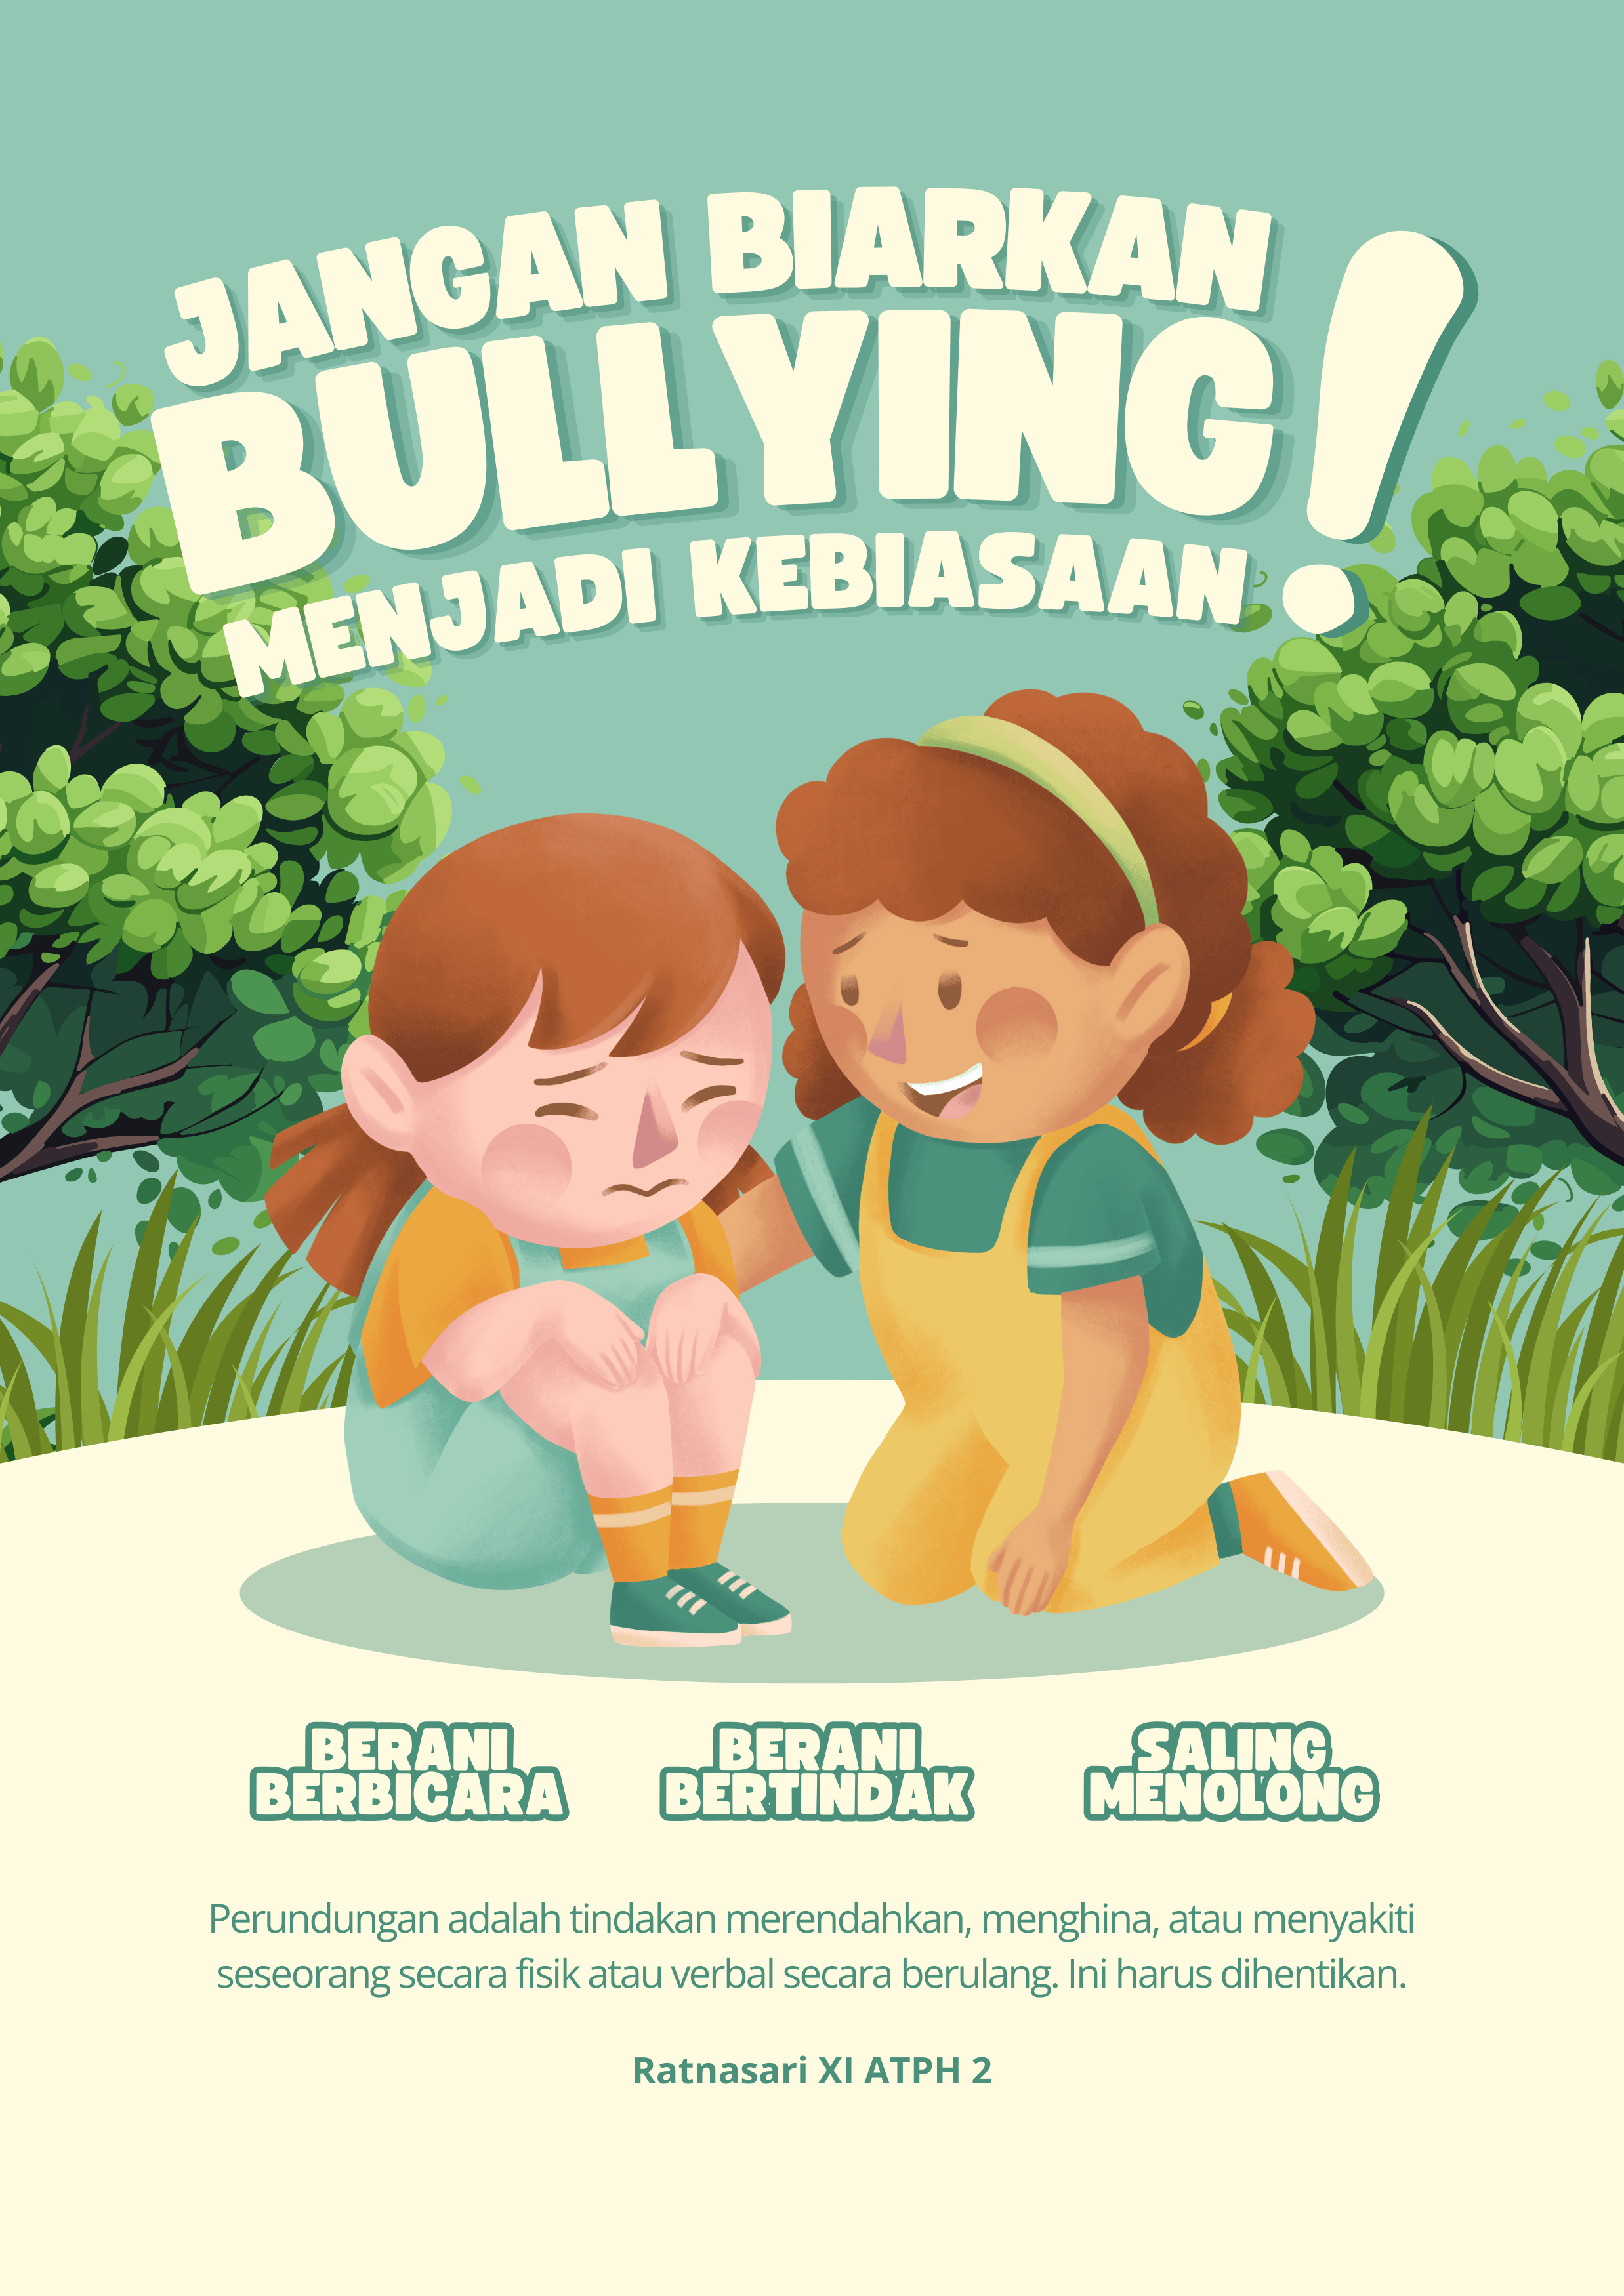 JANGAN BIARKAN
BULLYING!
MENJADI KEBIASAAN
BERANI
BERBICARA
BERANI
BERTINDAK
SALING
MENOLONG
Perundungan adalah tindakan merendahkan, menghina, atau menyakiti
seseorang secara fisik atau verbal secara berulang. Ini harus dihentikan.
Ratnasari XI ATPH 2